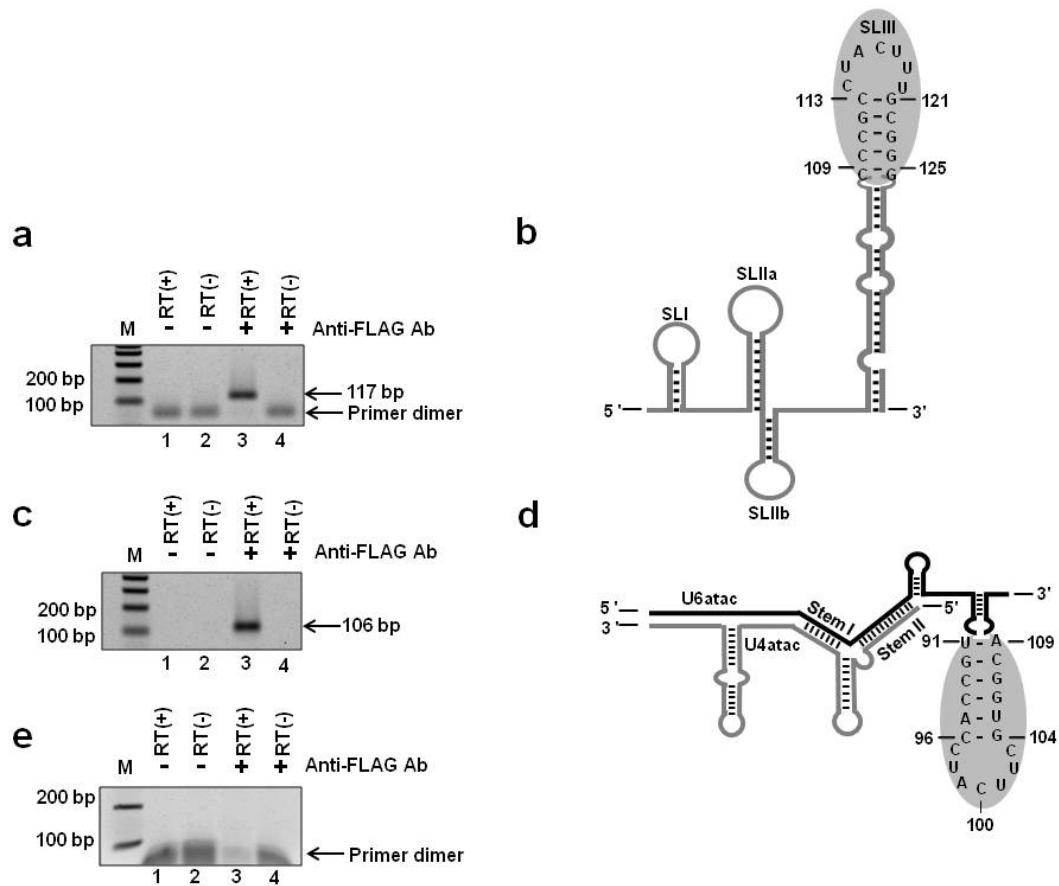 a
RT(+)
RT(-)
RT(+)
RT(-)
M
- - + +
Anti-FLAG Ab
200 bp
100 bp
117 bp
Primer dimer
1 2 3 4
b
SLIII
A C U
U U
C U
113 C - G 121
G - C
C - G
C - G
109 C G 125
SLI
SLIIa
5' 3'
SLIIb
c
RT(+)
RT(-)
RT(+)
RT(-)
M
- - + +
Anti-FLAG Ab
200 bp
100 bp
106 bp
1 2 3 4
d
5'
3'
U6atac
U4atac
Stem I
Stem II
5'
3'
91 U - A 109
G - C
C - G
C - G
A - U
96 C - G 104
C C
U U
A U
C
100
e
RT(+)
RT(-)
RT(+)
RT(-)
M
- - + +
Anti-FLAG Ab
200 bp
100 bp
Primer dimer
1 2 3 4